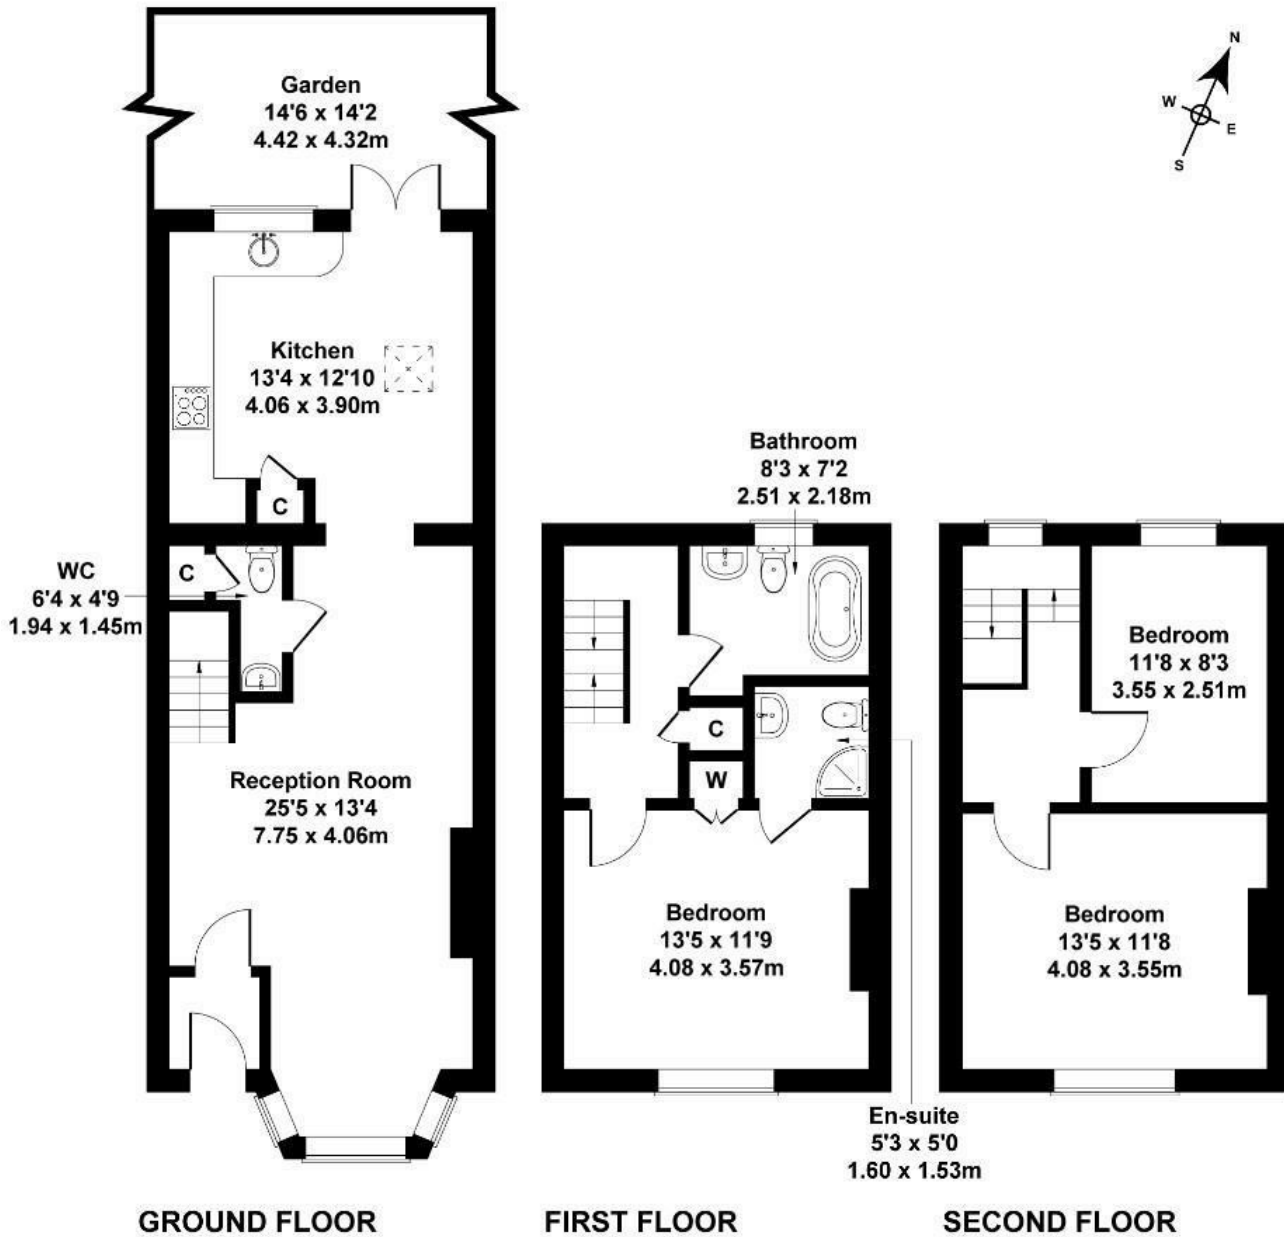 Garden
14'6 x 14'2
4.42 x 4.32m
N
W
E
S
Kitchen
13'4 x 12'10
4.06 x 3.90m
C
C
WC
6'4 x 4'9
1.94 x 1.45m
Reception Room
25'5 x 13'4
7.75 x 4.06m
GROUND FLOOR
Bathroom
8'3 x 7'2
2.51 x 2.18m
C
W
Bedroom
13'5 x 11'9
4.08 x 3.57m
En-suite
5'3 x 5'0
1.60 x 1.53m
FIRST FLOOR
Bedroom
11'8 x 8'3
3.55 x 2.51m
Bedroom
13'5 x 11'8
4.08 x 3.55m
SECOND FLOOR